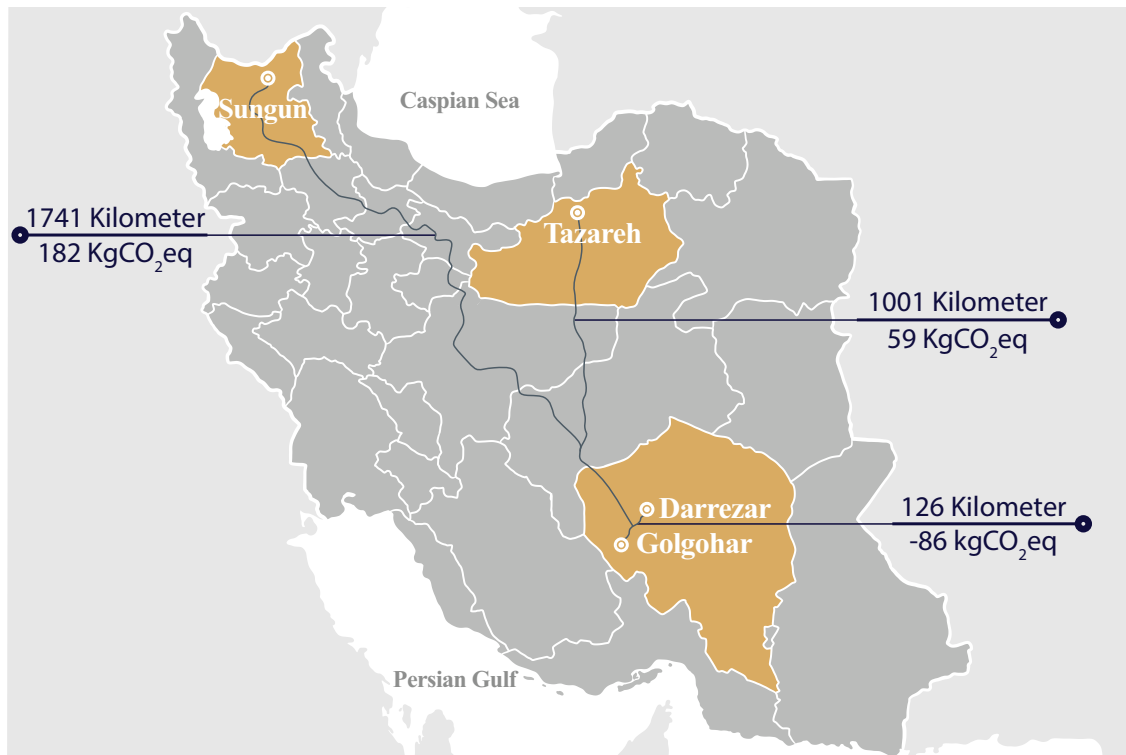 Sungun
Caspian Sea
1741 Kilometer
182 KgCO₂eq
Tazareh
1001 Kilometer
59 KgCO₂eq
Darrezar
126 Kilometer
-86 kgCO₂eq
Golgohar
Persian Gulf